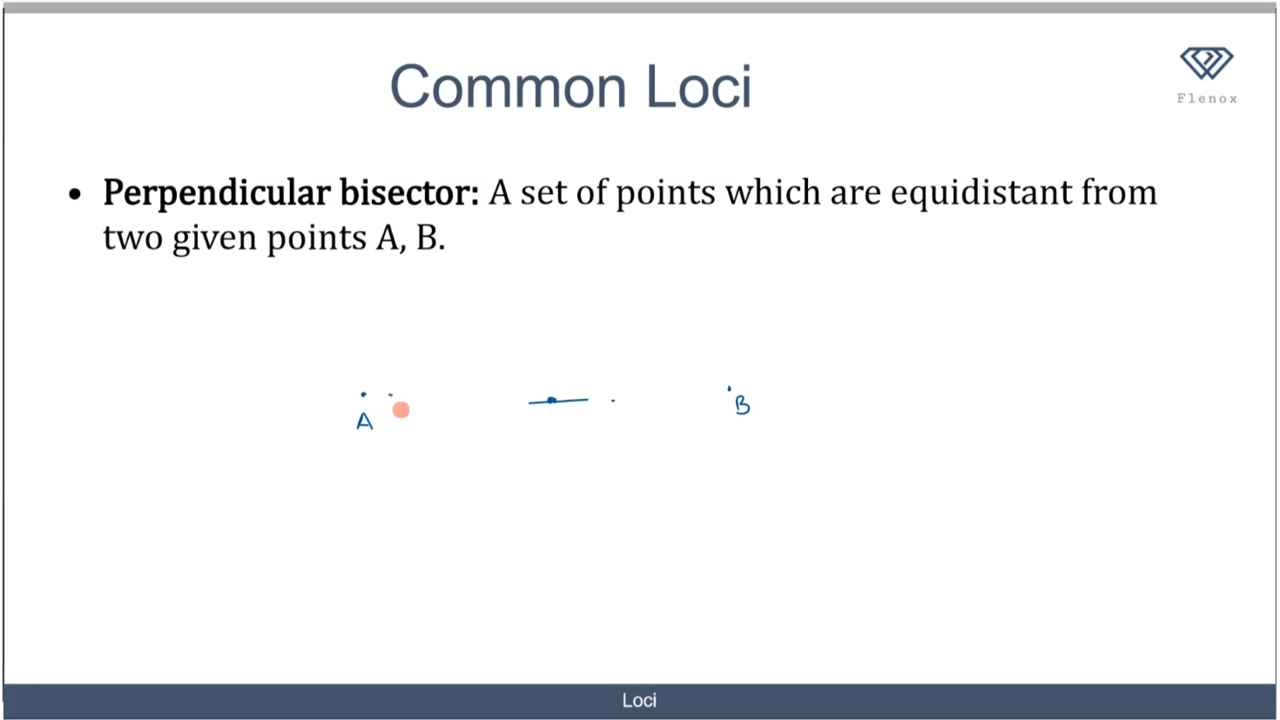 Common Loci
Flenox
• Perpendicular bisector: A set of points which are equidistant from
two given points A, B.
A
B
Loci